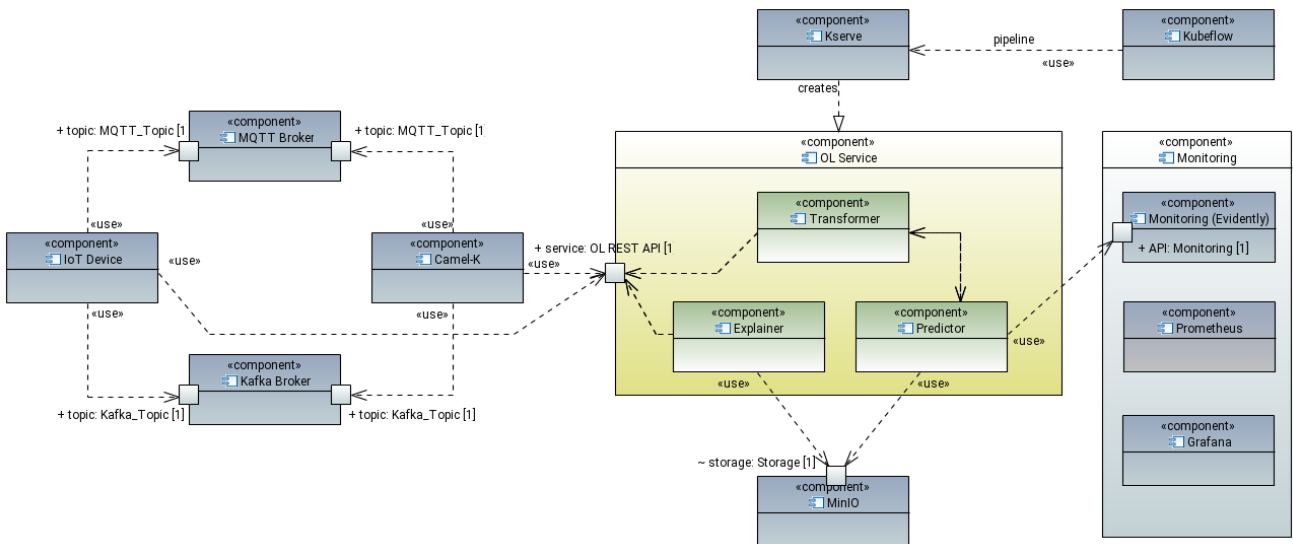 «component»
Kserve
pipeline
«use»
«component»
Kubeflow
creates
+ topic: MQTT_Topic [1
«component»
MQTT Broker
+ topic: MQTT_Topic [1
«use»
«use»
«component»
IoT Device
«use»
«use»
«component»
Camel-K
«use»
«use»
+ service: OL REST API [1]
«component»
Kafka Broker
+ topic: Kafka_Topic [1]
+ topic: Kafka_Topic [1]
«component»
OL Service
«component»
Transformer
«component»
Explainer
«use»
«component»
Predictor
«use»
«use»
«component»
Monitoring
«component»
Monitoring (Evidently)
+ API: Monitoring [1]
«component»
Prometheus
«component»
Grafana
~ storage: Storage [1]
«component»
MinIO